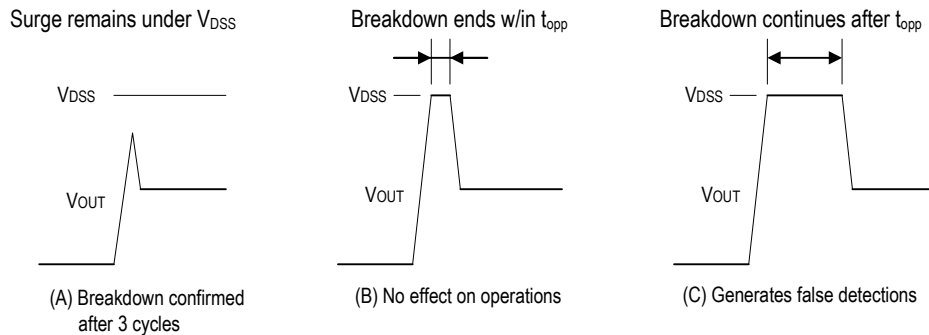 Surge remains under VDSS
Breakdown ends w/in topp
Breakdown continues after topp
VDSS
VDSS
VDSS
VOUT
VOUT
VOUT
(A) Breakdown confirmed
after 3 cycles
(B) No effect on operations
(C) Generates false detections